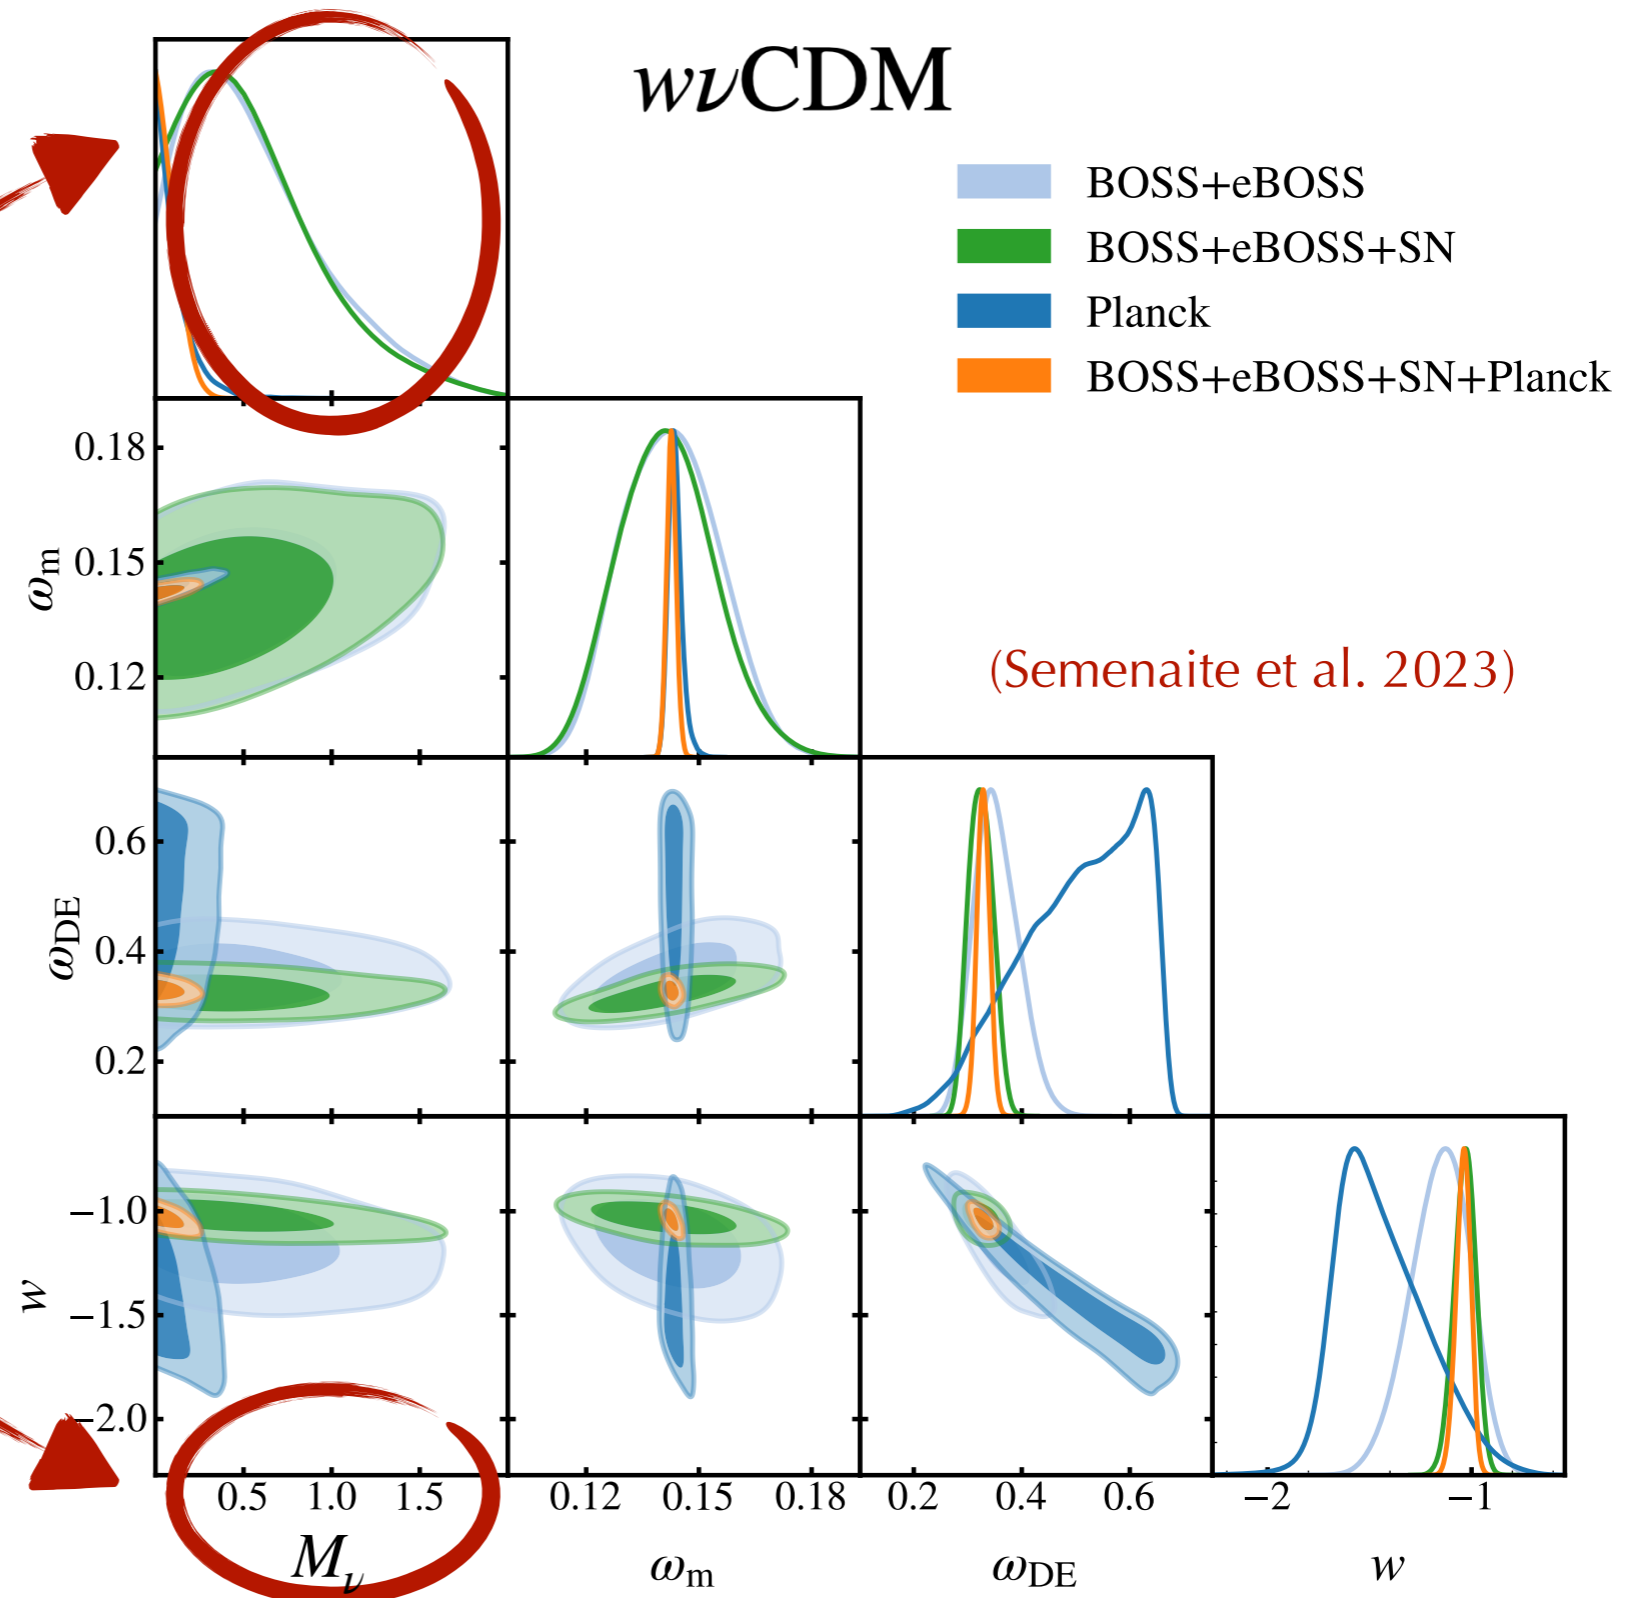 wνCDM
BOSS+eBOSS
BOSS+eBOSS+SN
Planck
BOSS+eBOSS+SN+Planck
(Semenaite et al. 2023)
0.18
0.15
0.12
ωm
0.6
0.4
0.2
ωDE
−1.0
−1.5
−2.0
w
0.5 1.0 1.5
0.12 0.15 0.18
0.2 0.4 0.6
−2 −1
Mν
ωm
ωDE
w